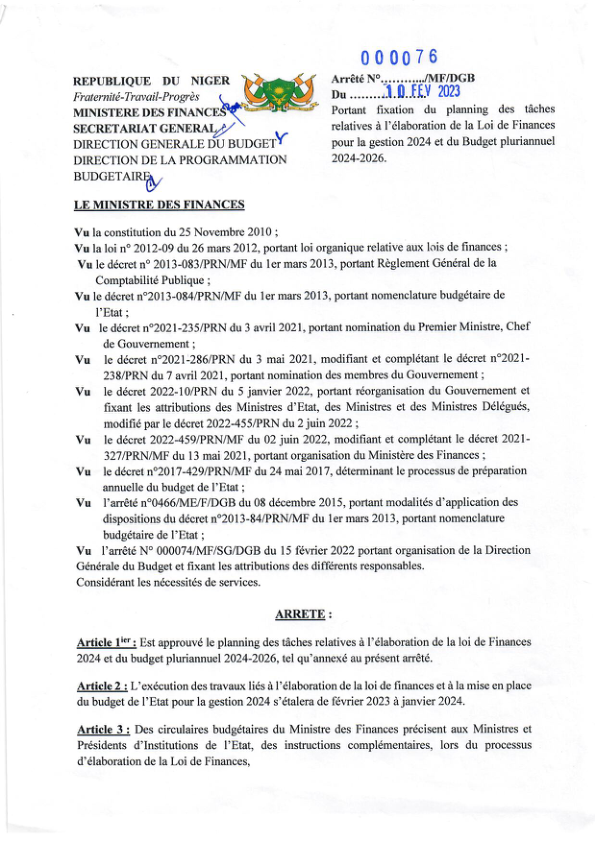 000076
REPUBLIQUE DU NIGER
Fraternité-Travail-Progrès
MINISTERE DES FINANCES
SECRETARIAT GENERAL
DIRECTION GENERALE DU BUDGET
DIRECTION DE LA PROGRAMMATION
BUDGETAIRE
Arrêté N°............/MF/DGB
Du ..................
10 FEV 2023
Portant fixation du planning des tâches
relatives à l'élaboration de la Loi de Finances
pour la gestion 2024 et du Budget pluriannuel
2024-2026.
LE MINISTRE DES FINANCES
Vu la constitution du 25 Novembre 2010 ;
Vu la loi n° 2012-09 du 26 mars 2012, portant loi organique relative aux lois de finances ;
Vu le décret n° 2013-083/PRN/MF du 1er mars 2013, portant Règlement Général de la
Comptabilité Publique ;
Vu le décret n°2013-084/PRN/MF du 1er mars 2013, portant nomenclature budgétaire de
l'Etat ;
Vu le décret n°2021-235/PRN du 3 avril 2021, portant nomination du Premier Ministre, Chef
de Gouvernement ;
Vu le décret n°2021-286/PRN du 3 mai 2021, modifiant et complétant le décret n°2021-
238/PRN du 7 avril 2021, portant nomination des membres du Gouvernement ;
Vu le décret 2022-10/PRN du 5 janvier 2022, portant réorganisation du Gouvernement et
fixant les attributions des Ministres d'Etat, des Ministres et des Ministres Délégués,
modifié par le décret 2022-455/PRN du 2 juin 2022 ;
Vu le décret 2022-459/PRN/MF du 02 juin 2022, modifiant et complétant le décret 2021-
327/PRN/MF du 13 mai 2021, portant organisation du Ministère des Finances ;
Vu le décret n°2017-429/PRN/MF du 24 mai 2017, déterminant le processus de préparation
annuelle du budget de l'Etat ;
Vu l'arrêté n°0466/ME/F/DGB du 08 décembre 2015, portant modalités d'application des
dispositions du décret n°2013-84/PRN/MF du 1er mars 2013, portant nomenclature
budgétaire de l'Etat ;
Vu l'arrêté N° 000074/MF/SG/DGB du 15 février 2022 portant organisation de la Direction
Générale du Budget et fixant les attributions des différents responsables.
Considérant les nécessités de services.
ARRETE :
Article 1ier : Est approuvé le planning des tâches relatives à l'élaboration de la loi de Finances
2024 et du budget pluriannuel 2024-2026, tel qu'annexé au présent arrêté.
Article 2 : L'exécution des travaux liés à l'élaboration de la loi de finances et à la mise en place
du budget de l'Etat pour la gestion 2024 s'étalera de février 2023 à janvier 2024.
Article 3 : Des circulaires budgétaires du Ministre des Finances précisent aux Ministres et
Présidents d'Institutions de l'Etat, des instructions complémentaires, lors du processus
d'élaboration de la Loi de Finances,